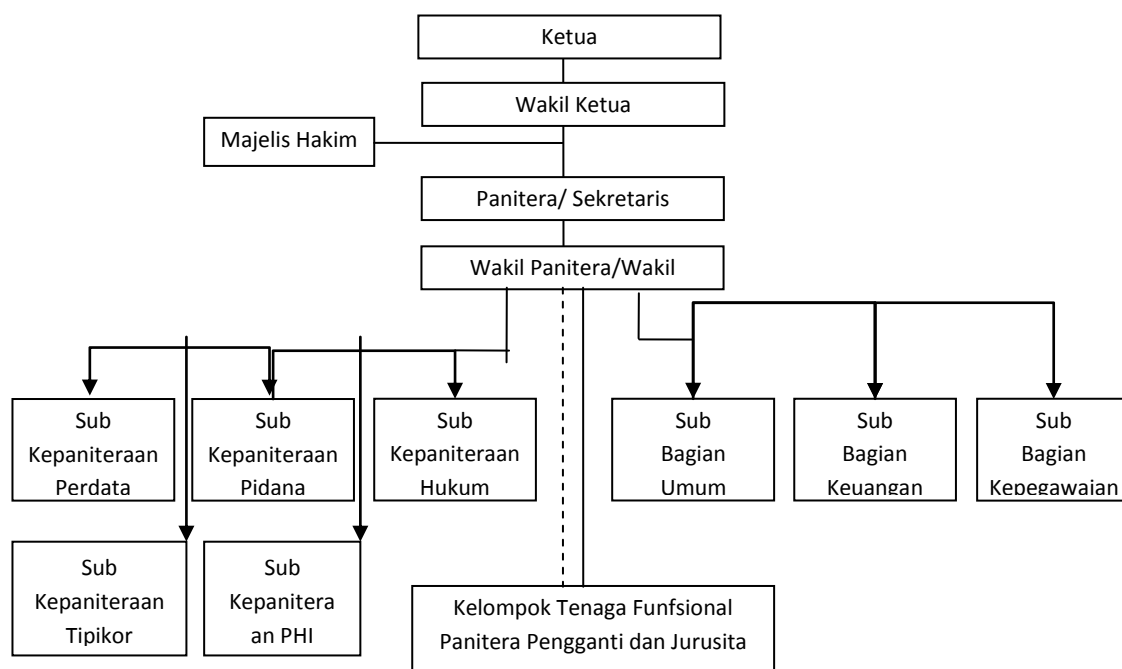 Ketua
Wakil Ketua
Majelis Hakim
Panitera/ Sekretaris
Wakil Panitera/Wakil
Sub
Kepaniteraan
Perdata
Sub
Kepaniteraan
Pidana
Sub
Kepaniteraan
Hukum
Sub
Bagian
Umum
Sub
Bagian
Keuangan
Sub
Bagian
Kepegawaian
Sub
Kepaniteraan
Tipikor
Sub
Kepanitera
an PHI
Kelompok Tenaga Funfsional
Panitera Pengganti dan Jurusita